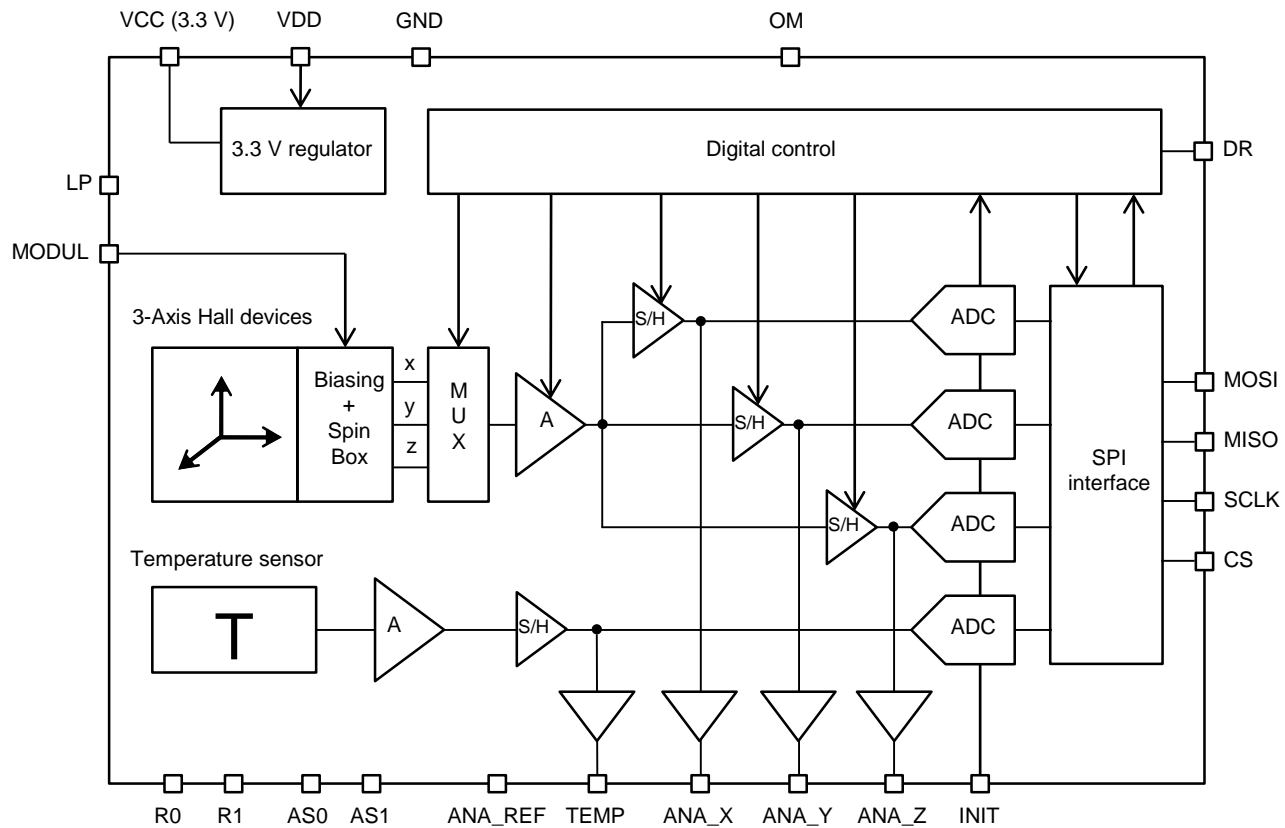 VCC (3.3 V) VDD GND OM
3.3 V regulator
Digital control
DR
LP
MODUL
3-Axis Hall devices
Biasing
+
Spin
Box
x
y
z
M
U
X
A
S/H
S/H
S/H
ADC
ADC
ADC
ADC
SPI
interface
MOSI
MISO
SCLK
CS
Temperature sensor
T
A
S/H
R0 R1 AS0 AS1 ANA_REF TEMP ANA_X ANA_Y ANA_Z INIT